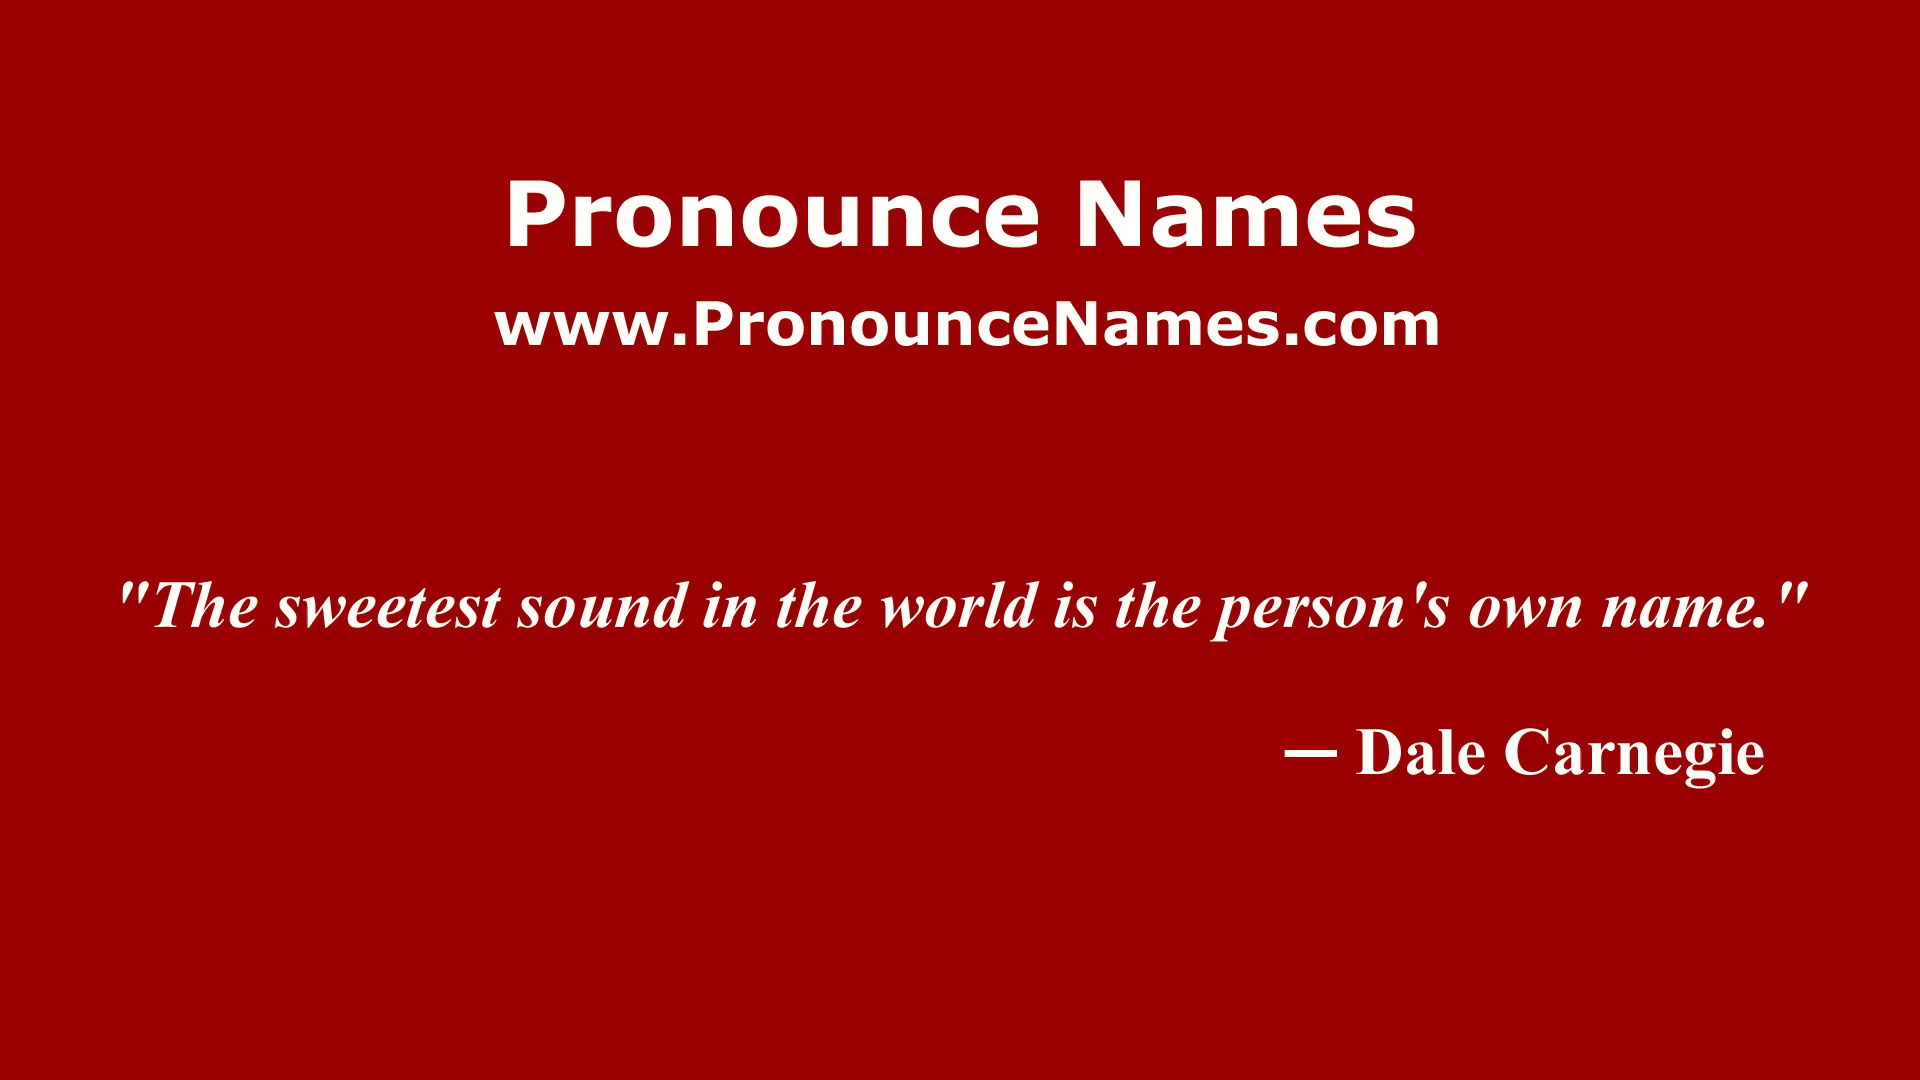 Pronounce Names
www.PronounceNames.com
"The sweetest sound in the world is the person's own name."
— Dale Carnegie